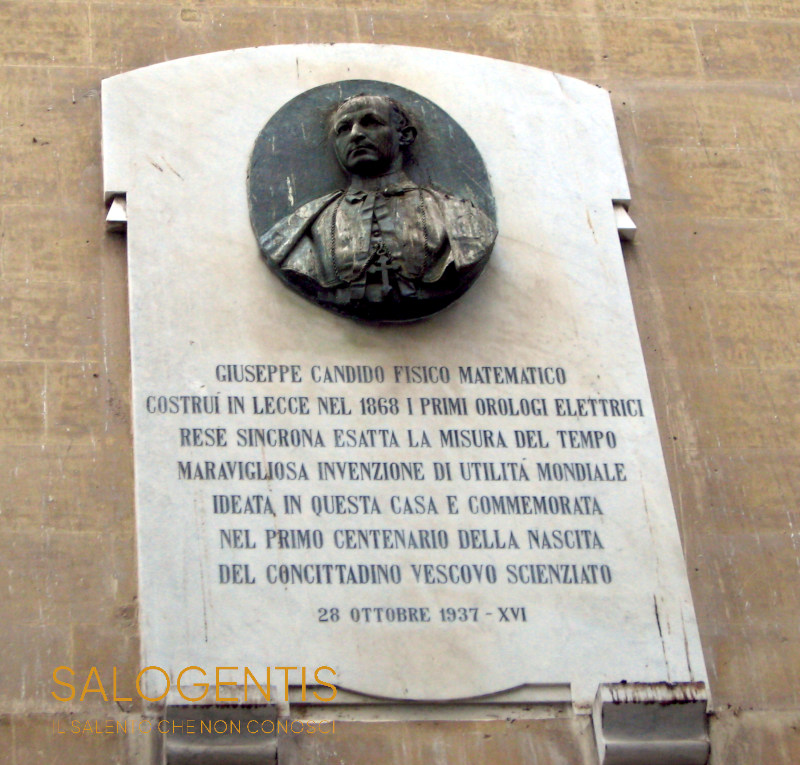 GIUSEPPE CANDIDO FISICO MATEMATICO
COSTRUÌ IN LECCE NEL 1868 I PRIMI OROLOGI ELETTRICI
RESE SINCRONA ESATTA LA MISURA DEL TEMPO
MARAVIGLIOSA INVENZIONE DI UTILITÀ MONDIALE
IDEATA IN QUESTA CASA E COMMEMORATA
NEL PRIMO CENTENARIO DELLA NASCITA
DEL CONCITTADINO VESCOVO SCIENZIATO
28 OTTOBRE 1937 - XVI
SALOGENTIS
IL SALENTO CHE NON CONOSCI